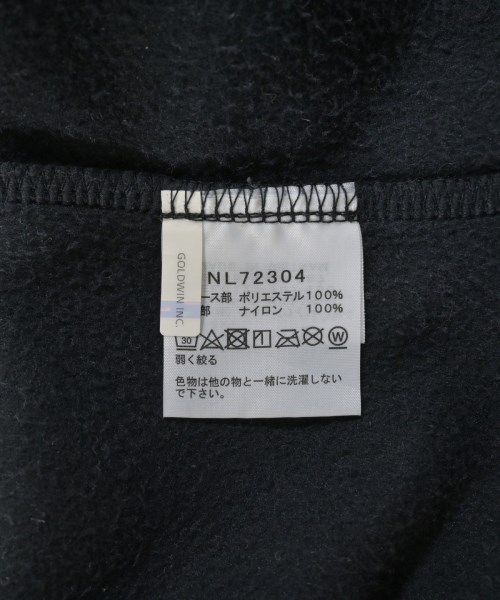 GOLDWIN INC.
NL72304
ース部 ポリエステル100%
部 ナイロン 100%
30
W
弱く絞る
色物は他の物と一緒に洗濯しない
で下さい。